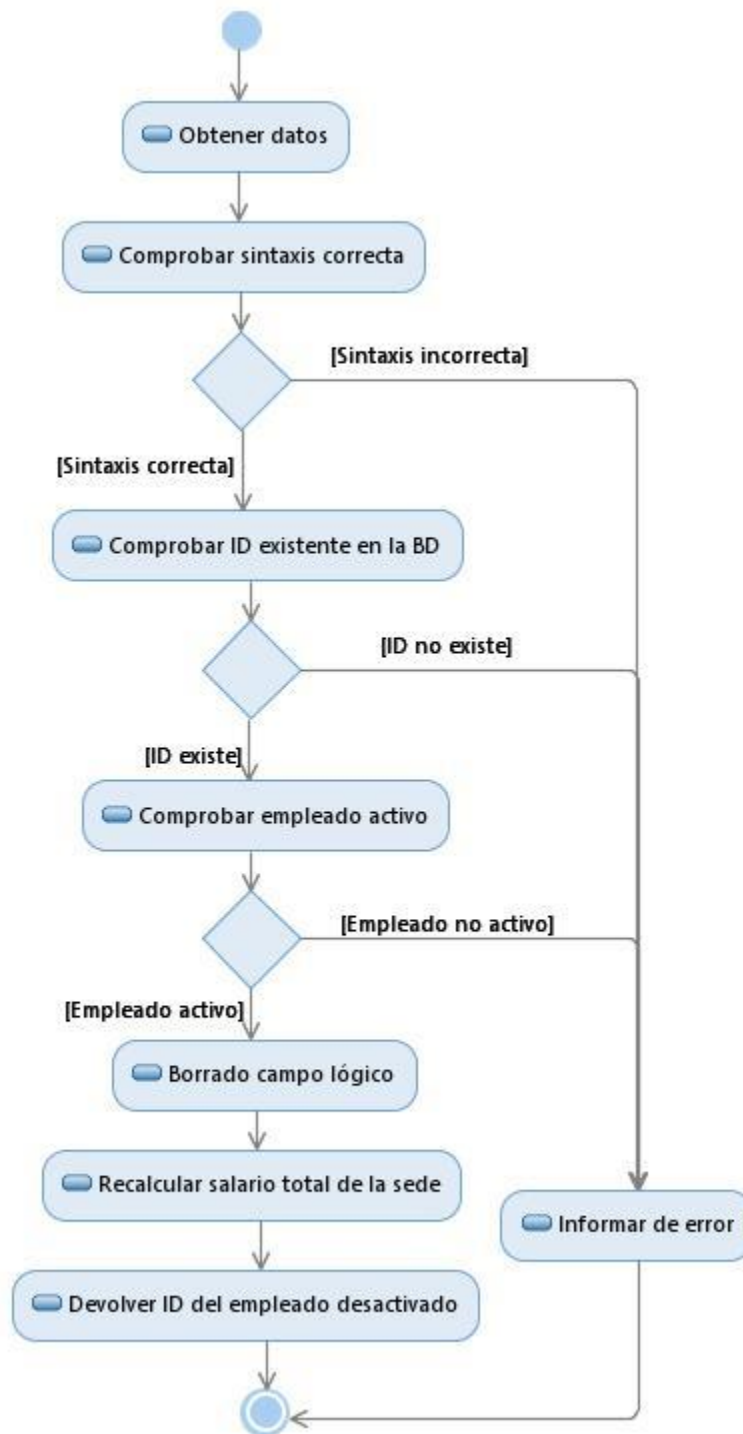 Obtener datos
Comprobar sintaxis correcta
[Sintaxis incorrecta]
[Sintaxis correcta]
Comprobar ID existente en la BD
[ID no existe]
[ID existe]
Comprobar empleado activo
[Empleado no activo]
[Empleado activo]
Borrado campo lógico
Recalcular salario total de la sede
Informar de error
Devolver ID del empleado desactivado